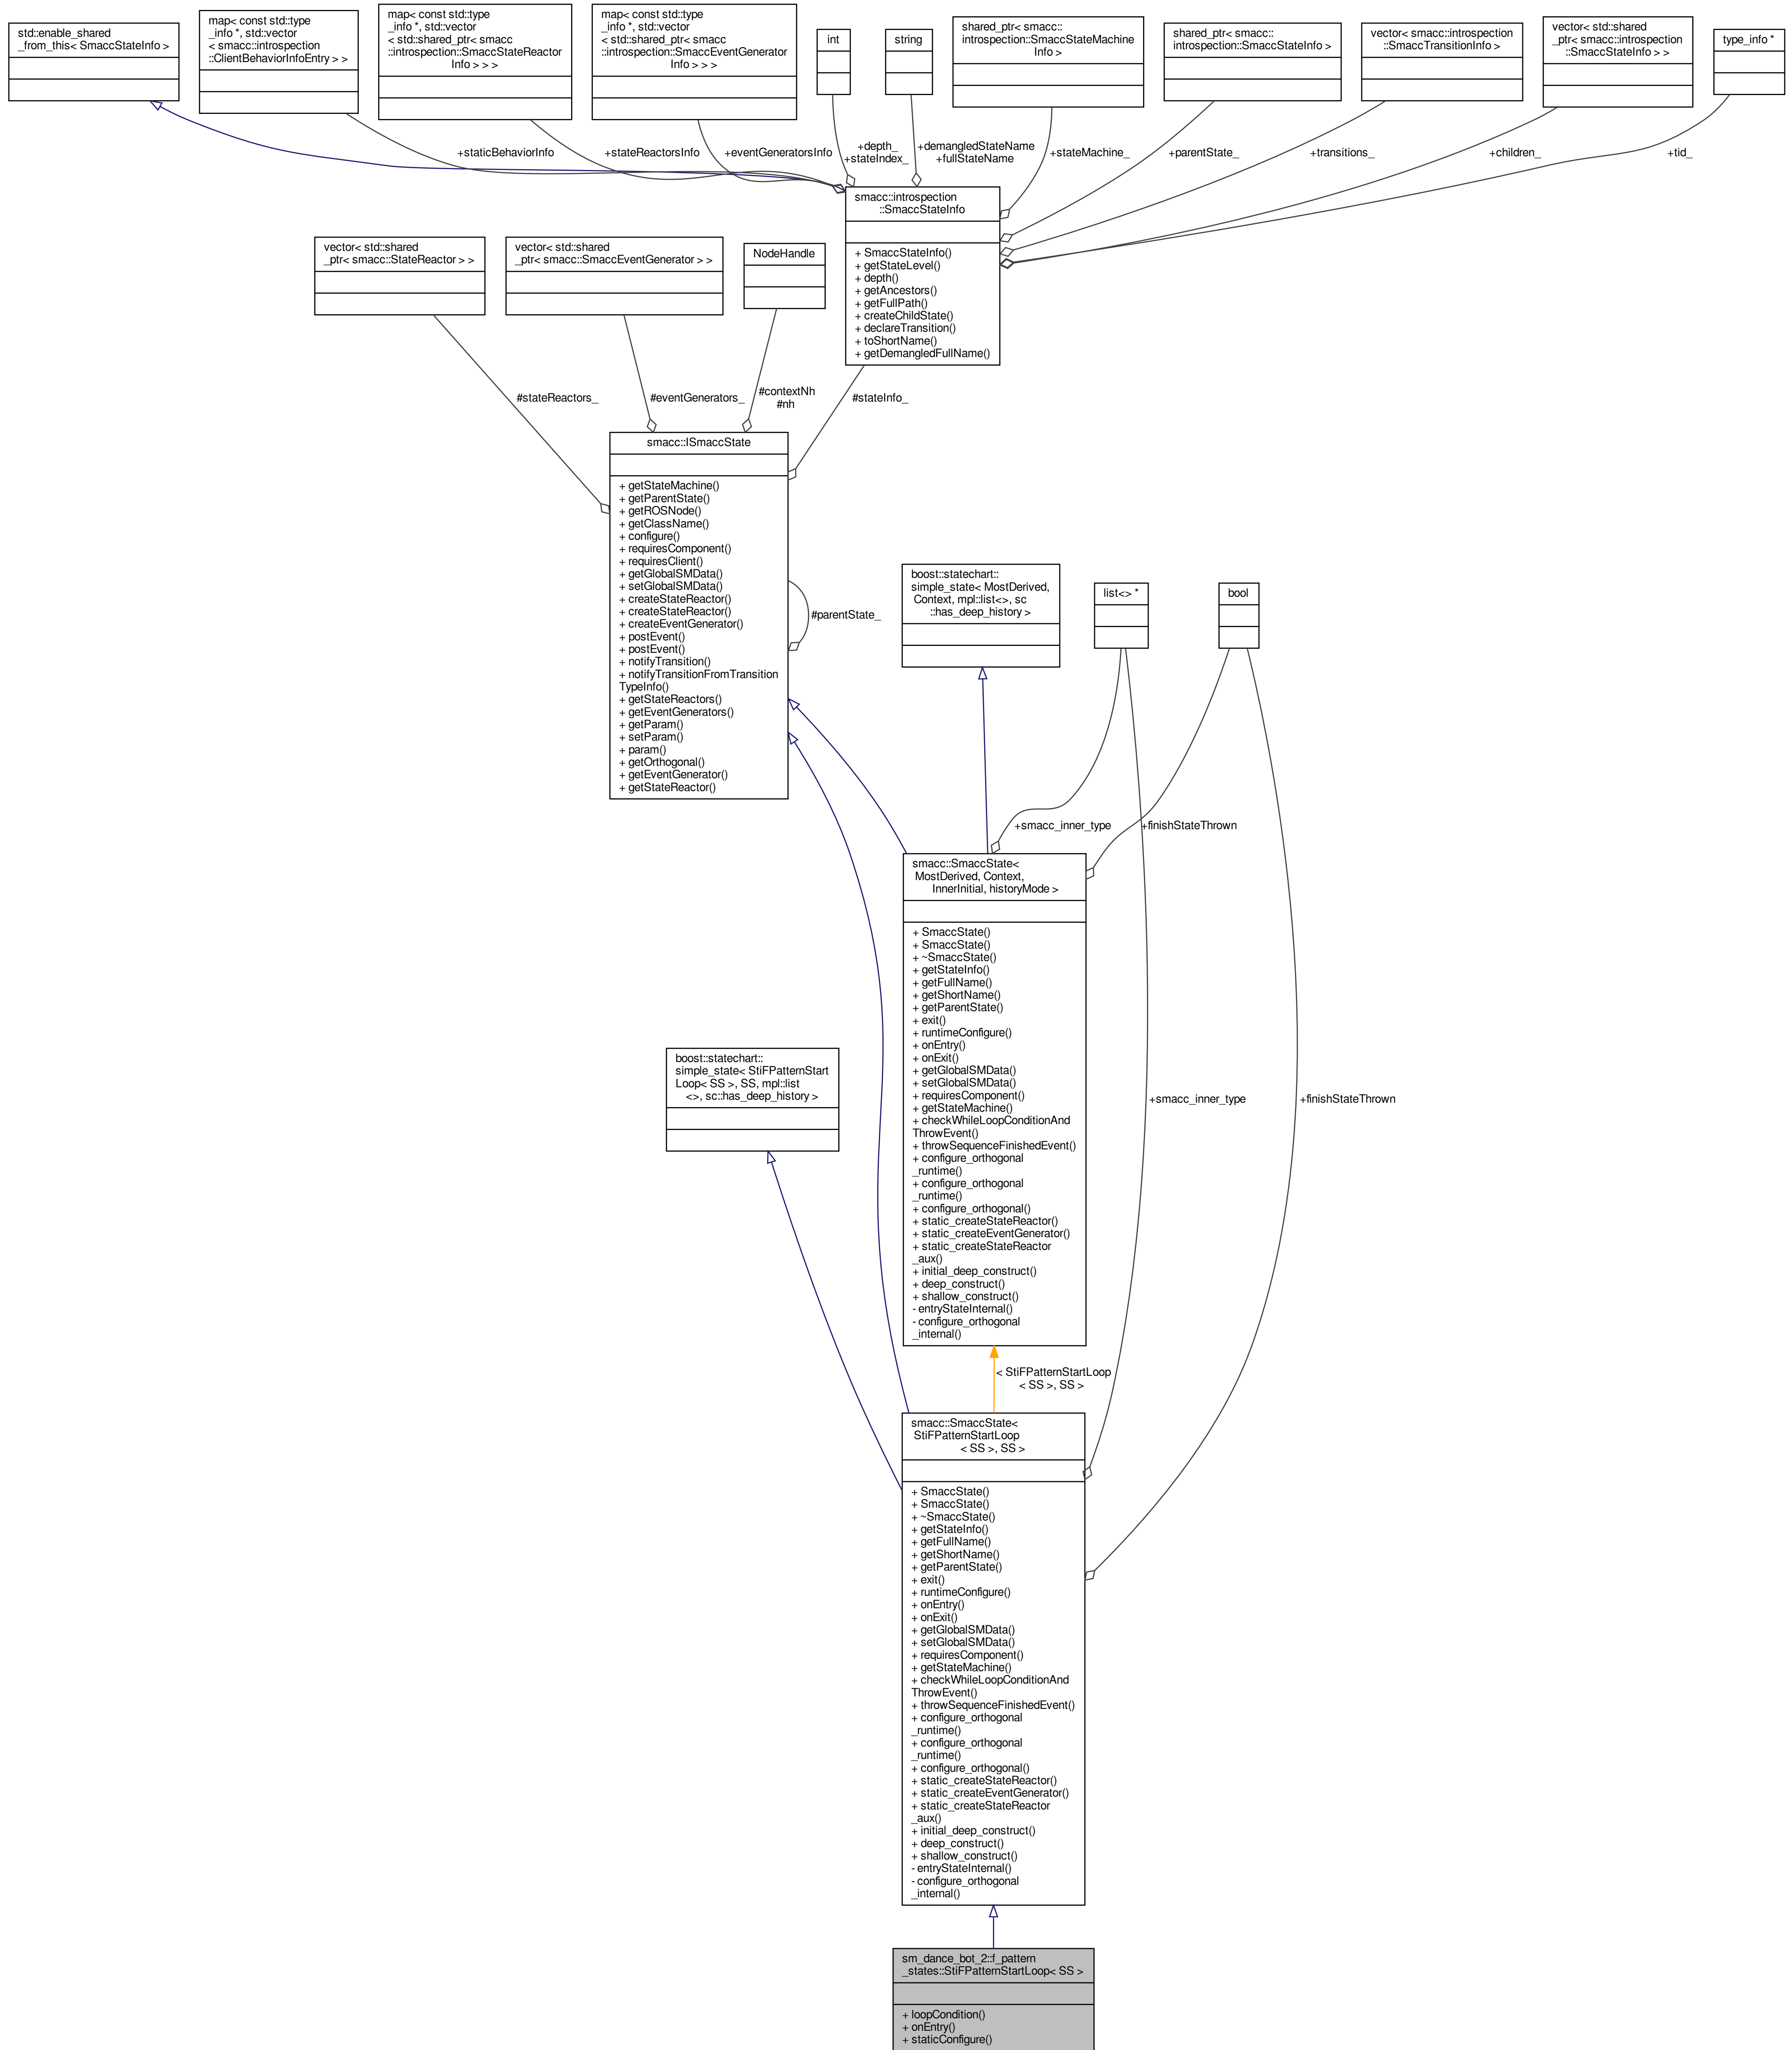 std::enable_shared
_from_this< SmaccStateInfo >
map< const std::type
_info *, std::vector
< smacc::introspection
::ClientBehaviorInfoEntry > >
map< const std::type
_info *, std::vector
< std::shared_ptr< smacc
::introspection::SmaccStateReactor
Info > > >
map< const std::type
_info *, std::vector
< std::shared_ptr< smacc
::introspection::SmaccEventGenerator
Info > > >
int
string
shared_ptr< smacc::
introspection::SmaccStateMachine
Info >
shared_ptr< smacc::
introspection::SmaccStateInfo >
vector< smacc::introspection
::SmaccTransitionInfo >
vector< std::shared
_ptr< smacc::introspection
::SmaccStateInfo > >
type_info *
+staticBehaviorInfo
+stateReactorsInfo
+eventGeneratorsInfo
+depth_
+stateIndex_
+demangledStateName
+fullStateName
+stateMachine_
+parentState_
+transitions_
+children_
+tid_
smacc::introspection
::SmaccStateInfo
+ SmaccStateInfo()
+ getStateLevel()
+ depth()
+ getAncestors()
+ getFullPath()
+ createChildState()
+ declareTransition()
+ toShortName()
+ getDemangledFullName()
vector< std::shared
_ptr< smacc::StateReactor > >
vector< std::shared
_ptr< smacc::SmaccEventGenerator > >
NodeHandle
#stateReactors_
#eventGenerators_
#contextNh
#nh
#stateInfo_
smacc::ISmaccState
+ getStateMachine()
+ getParentState()
+ getROSNode()
+ getClassName()
+ configure()
+ requiresComponent()
+ requiresClient()
+ getGlobalSMData()
+ setGlobalSMData()
+ createStateReactor()
+ createStateReactor()
+ createEventGenerator()
+ postEvent()
+ postEvent()
+ notifyTransition()
+ notifyTransitionFromTransition
TypeInfo()
+ getStateReactors()
+ getEventGenerators()
+ getParam()
+ setParam()
+ param()
+ getOrthogonal()
+ getEventGenerator()
+ getStateReactor()
#parentState_
boost::statechart::
simple_state< MostDerived,
Context, mpl::list<>, sc
::has_deep_history >
list<> *
bool
+smacc_inner_type
+finishStateThrown
smacc::SmaccState<
MostDerived, Context,
InnerInitial, historyMode >
+ SmaccState()
+ SmaccState()
+ ~SmaccState()
+ getStateInfo()
+ getFullName()
+ getShortName()
+ getParentState()
+ exit()
+ runtimeConfigure()
+ onEntry()
+ onExit()
+ getGlobalSMData()
+ setGlobalSMData()
+ requiresComponent()
+ getStateMachine()
+ checkWhileLoopConditionAnd
ThrowEvent()
+ throwSequenceFinishedEvent()
+ configure_orthogonal
_runtime()
+ configure_orthogonal
_runtime()
+ configure_orthogonal()
+ static_createStateReactor()
+ static_createEventGenerator()
+ static_createStateReactor
_aux()
+ initial_deep_construct()
+ deep_construct()
+ shallow_construct()
- entryStateInternal()
- configure_orthogonal
_internal()
boost::statechart::
simple_state< StiFPatternStart
Loop< SS >, SS, mpl::list
<>, sc::has_deep_history >
+smacc_inner_type
+finishStateThrown
< StiFPatternStartLoop
< SS >, SS >
smacc::SmaccState<
StiFPatternStartLoop
< SS >, SS >
+ SmaccState()
+ SmaccState()
+ ~SmaccState()
+ getStateInfo()
+ getFullName()
+ getShortName()
+ getParentState()
+ exit()
+ runtimeConfigure()
+ onEntry()
+ onExit()
+ getGlobalSMData()
+ setGlobalSMData()
+ requiresComponent()
+ getStateMachine()
+ checkWhileLoopConditionAnd
ThrowEvent()
+ throwSequenceFinishedEvent()
+ configure_orthogonal
_runtime()
+ configure_orthogonal
_runtime()
+ configure_orthogonal()
+ static_createStateReactor()
+ static_createEventGenerator()
+ static_createStateReactor
_aux()
+ initial_deep_construct()
+ deep_construct()
+ shallow_construct()
- entryStateInternal()
- configure_orthogonal
_internal()
sm_dance_bot_2::f_pattern
_states::StiFPatternStartLoop< SS >
+ loopCondition()
+ onEntry()
+ staticConfigure()